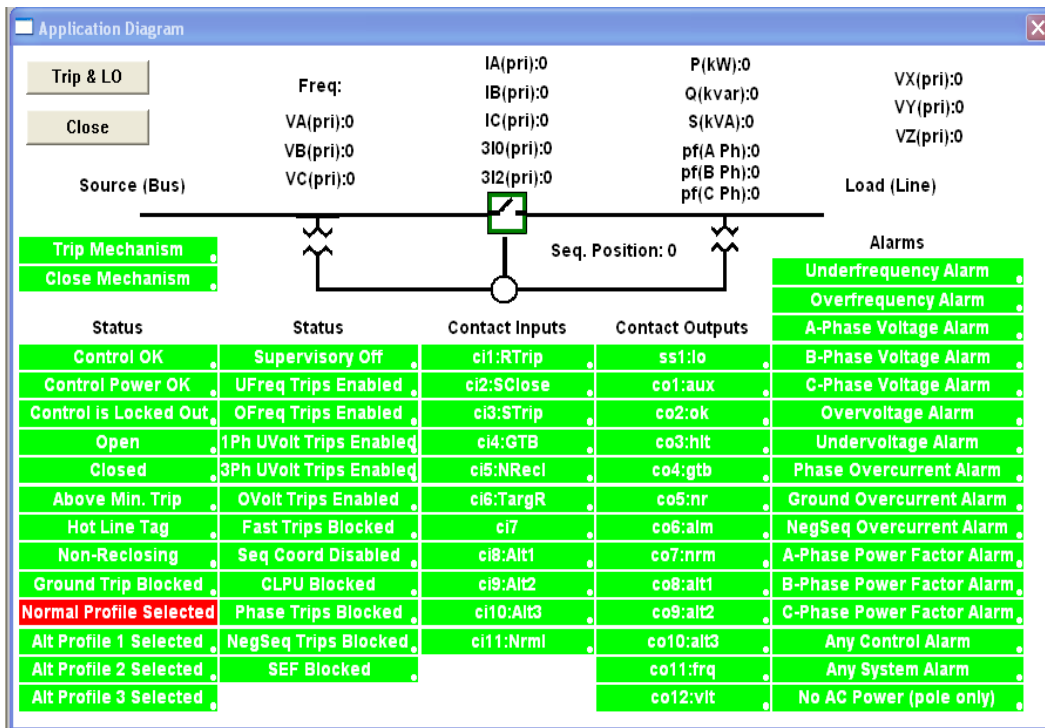 Application Diagram
Trip & LO
Close
Freq:
VA(pri):0
VB(pri):0
VC(pri):0
IA(pri):0
IB(pri):0
IC(pri):0
3I0(pri):0
3I2(pri):0
P(kW):0
Q(kvar):0
S(kVA):0
pf(A Ph):0
pf(B Ph):0
pf(C Ph):0
VX(pri):0
VY(pri):0
VZ(pri):0
Source (Bus)
Load (Line)
Seq. Position: 0
Trip Mechanism
Close Mechanism
Status
Control OK
Control Power OK
Control is Locked Out
Open
Closed
Above Min. Trip
Hot Line Tag
Non-Reclosing
Ground Trip Blocked
Normal Profile Selected
Alt Profile 1 Selected
Alt Profile 2 Selected
Alt Profile 3 Selected
Status
Supervisory Off
UFreq Trips Enabled
OFreq Trips Enabled
1Ph UVolt Trips Enabled
3Ph UVolt Trips Enabled
OVolt Trips Enabled
Fast Trips Blocked
Seq Coord Disabled
CLPU Blocked
Phase Trips Blocked
NegSeq Trips Blocked
SEF Blocked
Contact Inputs
ci1:RTrip
ci2:SClose
ci3:STrip
ci4:GTB
ci5:NRecl
ci6:TargR
ci7
ci8:Alt1
ci9:Alt2
ci10:Alt3
ci11:Nrml
Contact Outputs
ss1:lo
co1:aux
co2:ok
co3:hlt
co4:gtb
co5:nr
co6:alm
co7:nrm
co8:alt1
co9:alt2
co10:alt3
co11:frq
co12:vlt
Alarms
Underfrequency Alarm
Overfrequency Alarm
A-Phase Voltage Alarm
B-Phase Voltage Alarm
C-Phase Voltage Alarm
Overvoltage Alarm
Undervoltage Alarm
Phase Overcurrent Alarm
Ground Overcurrent Alarm
NegSeq Overcurrent Alarm
A-Phase Power Factor Alarm
B-Phase Power Factor Alarm
C-Phase Power Factor Alarm
Any Control Alarm
Any System Alarm
No AC Power (pole only)